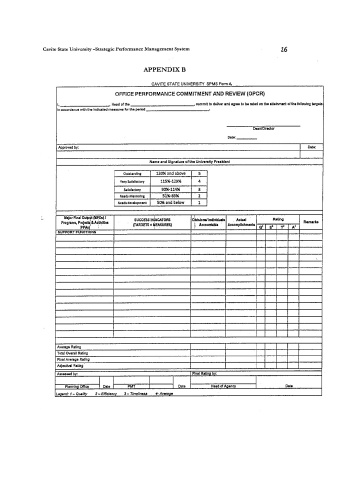 Cavite State University -Strategic Performance Management System 16
APPENDIX B
CAVITE STATE UNIVERSITY SPMS Form A
OFFICE PERFORMANCE COMMITMENT AND REVIEW (OPCR)
I, , Head of the commit to deliver and agree to be rated on the attainment of the following targets
in accordance with the indicated measures for the period
Dean/Director
Date:
Approved by: Date:
Name and Signature of the University President
Outstanding 130% and above 5
Very Satisfactory 115%-129% 4
Satisfactory 90%-114% 3
Needs Improving 51%-89% 2
Needs Development 50% and below 1
Major Final Output (MFOs) / SUCCESS INDICATORS Divisions/Individuals Actual Rating Remarks
Programs, Projects & Activities (TARGETS + MEASURES) Accountable Accomplishments Q1 E2 T3 A4
SUPPORT FUNCTIONS
Average Rating
Total Overall Rating
Final Average Rating
Adjectival Rating
Assessed by: Final Rating by:
Planning Office Date PMT Date Head of Agency Date
Legend: 1 – Quality 2 – Efficiency 3 – Timeliness 4- Average